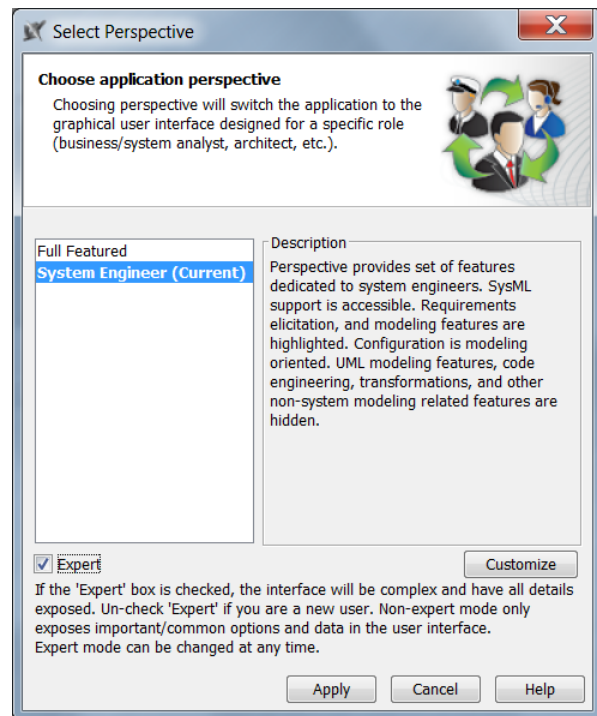 Select Perspective
Choose application perspective
Choosing perspective will switch the application to the
graphical user interface designed for a specific role
(business/system analyst, architect, etc.).
Full Featured
System Engineer (Current)
Description
Perspective provides set of features
dedicated to system engineers. SysML
support is accessible. Requirements
elicitation, and modeling features are
highlighted. Configuration is modeling
oriented. UML modeling features, code
engineering, transformations, and other
non-system modeling related features are
hidden.
Expert
Customize
If the 'Expert' box is checked, the interface will be complex and have all details
exposed. Un-check 'Expert' if you are a new user. Non-expert mode only
exposes important/common options and data in the user interface.
Expert mode can be changed at any time.
Apply Cancel Help